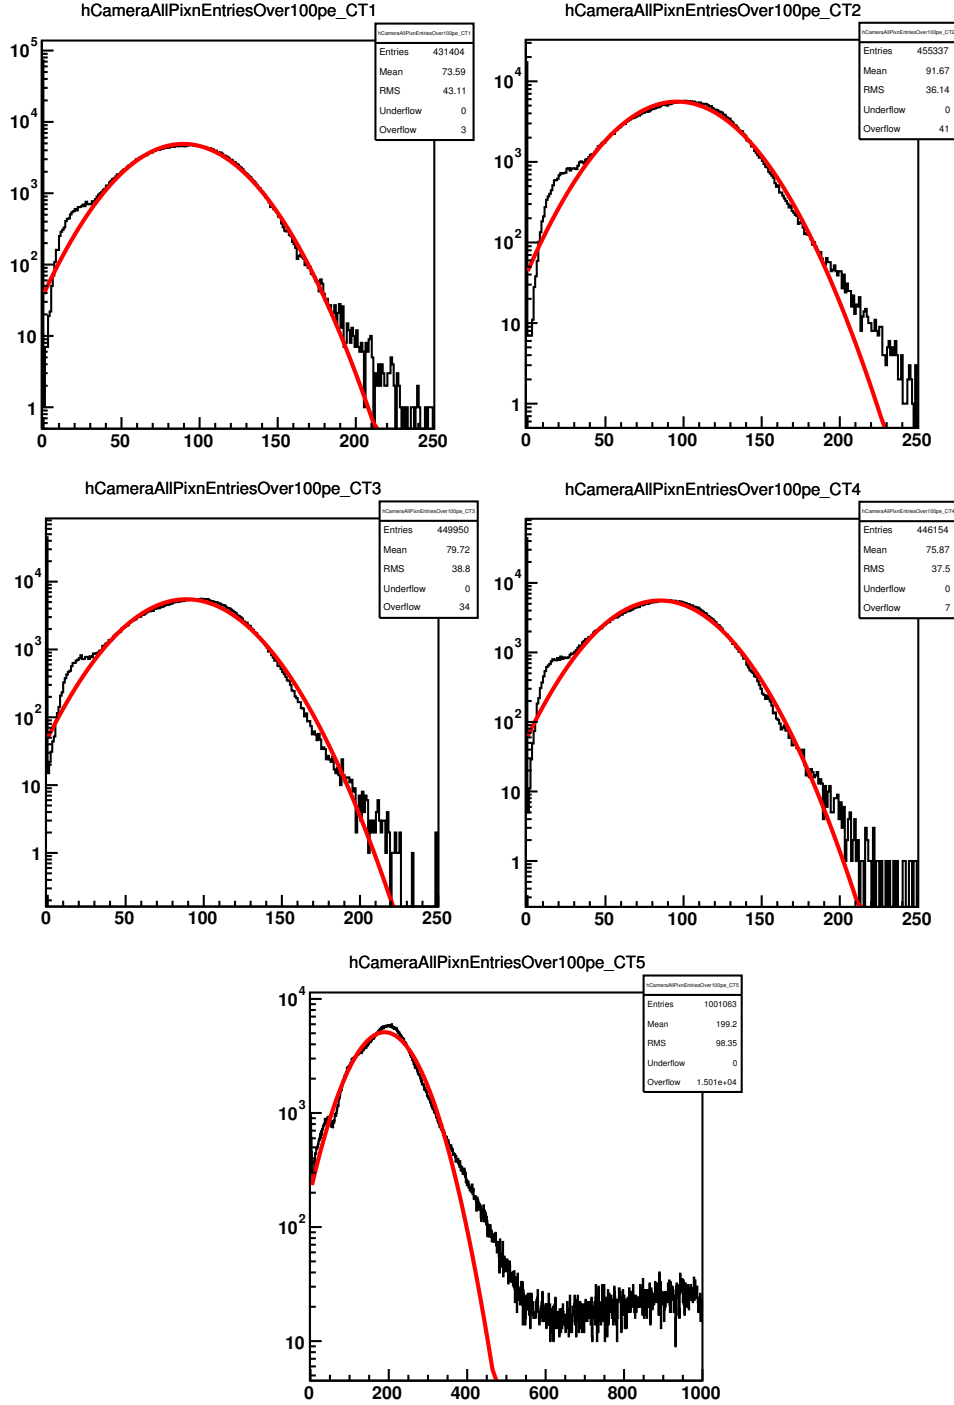 hCameraAllPixnEntriesOver100pe_CT1
hCameraAllPixnEntriesOver100pe_CT1
Entries 431404
Mean 73.59
RMS 43.11
Underflow 0
Overflow 3
10^5
10^4
10^3
10^2
10
1
0 50 100 150 200 250
hCameraAllPixnEntriesOver100pe_CT2
hCameraAllPixnEntriesOver100pe_CT2
Entries 455337
Mean 91.67
RMS 36.14
Underflow 0
Overflow 41
10^4
10^3
10^2
10
1
0 50 100 150 200 250
hCameraAllPixnEntriesOver100pe_CT3
hCameraAllPixnEntriesOver100pe_CT3
Entries 449950
Mean 79.72
RMS 38.8
Underflow 0
Overflow 34
10^4
10^3
10^2
10
1
0 50 100 150 200 250
hCameraAllPixnEntriesOver100pe_CT4
hCameraAllPixnEntriesOver100pe_CT4
Entries 446154
Mean 75.87
RMS 37.5
Underflow 0
Overflow 7
10^4
10^3
10^2
10
1
0 50 100 150 200 250
hCameraAllPixnEntriesOver100pe_CT5
hCameraAllPixnEntriesOver100pe_CT5
Entries 1001063
Mean 199.2
RMS 98.35
Underflow 0
Overflow 1.501e+04
10^4
10^3
10^2
10
0 200 400 600 800 1000